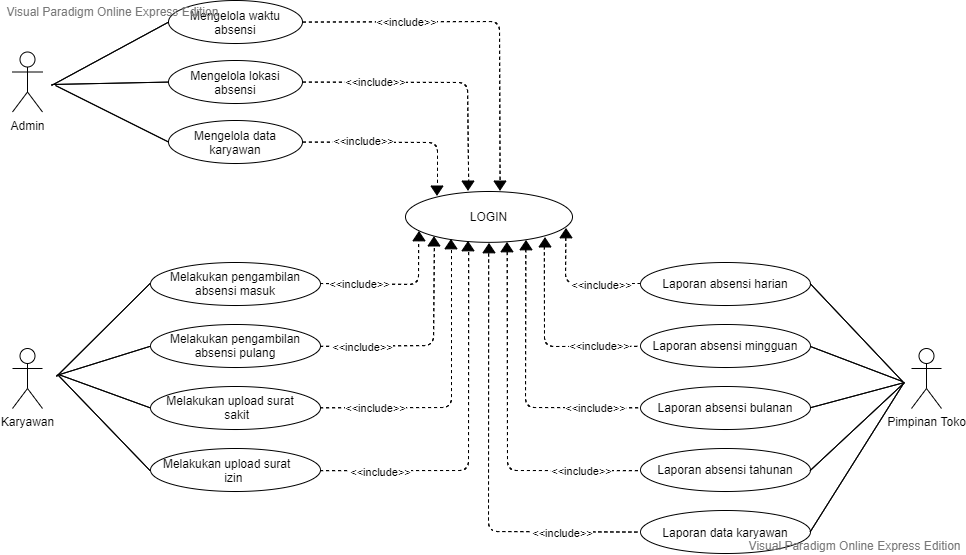 Visual Paradigm Online Express Edition
Mengelola waktu
absensi
<<include>>
Mengelola lokasi
absensi
<<include>>
Admin
Mengelola data
karyawan
<<include>>
LOGIN
Melakukan pengambilan
absensi masuk
<<include>>
<<include>>
Laporan absensi harian
Melakukan pengambilan
absensi pulang
<<include>>
<<include>>
Laporan absensi mingguan
Karyawan
Melakukan upload surat
sakit
<<include>>
<<include>>
Laporan absensi bulanan
Pimpinan Toko
Melakukan upload surat
izin
<<include>>
<<include>>
Laporan absensi tahunan
<<include>>
Laporan data karyawan
Visual Paradigm Online Express Edition